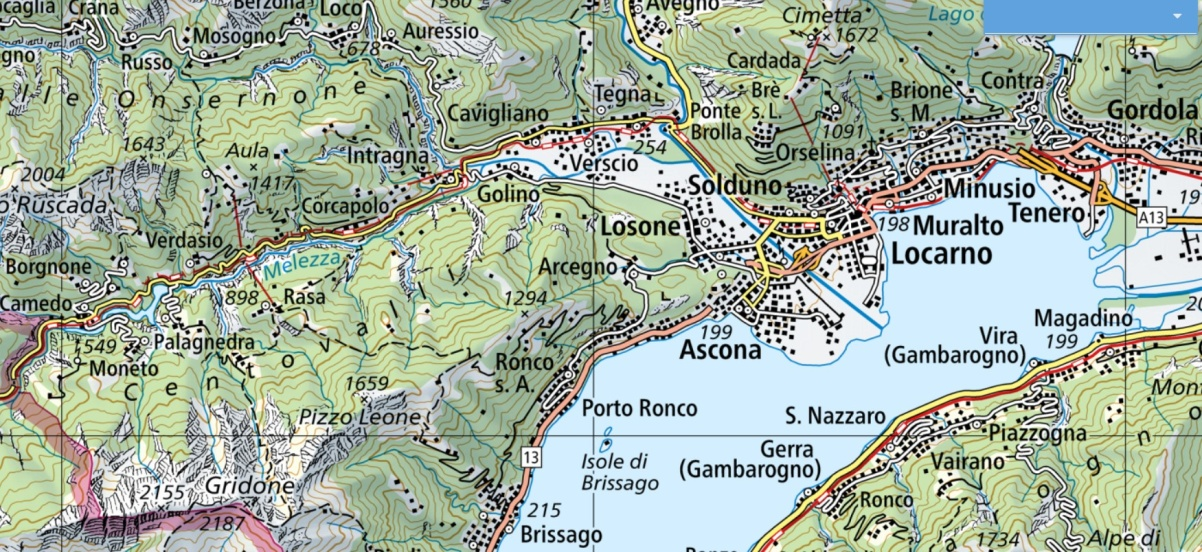 Crana
Berzona
Loco
1560
Avegno
Cimetta
1672
Lago
Mosogno
Auressio
Russo
678
Cardada
Contra
Valle Onsernone
Tegna
Brè
s. L.
Brione
s. M.
Gordola
Cavigliano
Ponte
Brolla
1091
1643
Aula
Intragna
254
Orselina
Verscio
2004
1417
Golino
Solduno
Minusio
Ruscada
Corcapolo
Tenero
A13
Verdasio
Losone
198
Muralto
Locarno
Borgnone
Melezza
Arcegno
Camedo
898
Rasa
1294
Magadino
199
Palagnedra
199
Vira
(Gambarogno)
1549
Moneto
Ascona
Ronco
s. A.
Centovalli
1659
Pizzo Leone
Porto Ronco
S. Nazzaro
Piazzogna
13
Isole di
Brissago
Gerra
(Gambarogno)
Vairano
2155
Gridone
Ronco
2187
215
Brissago
1734
Alpe di